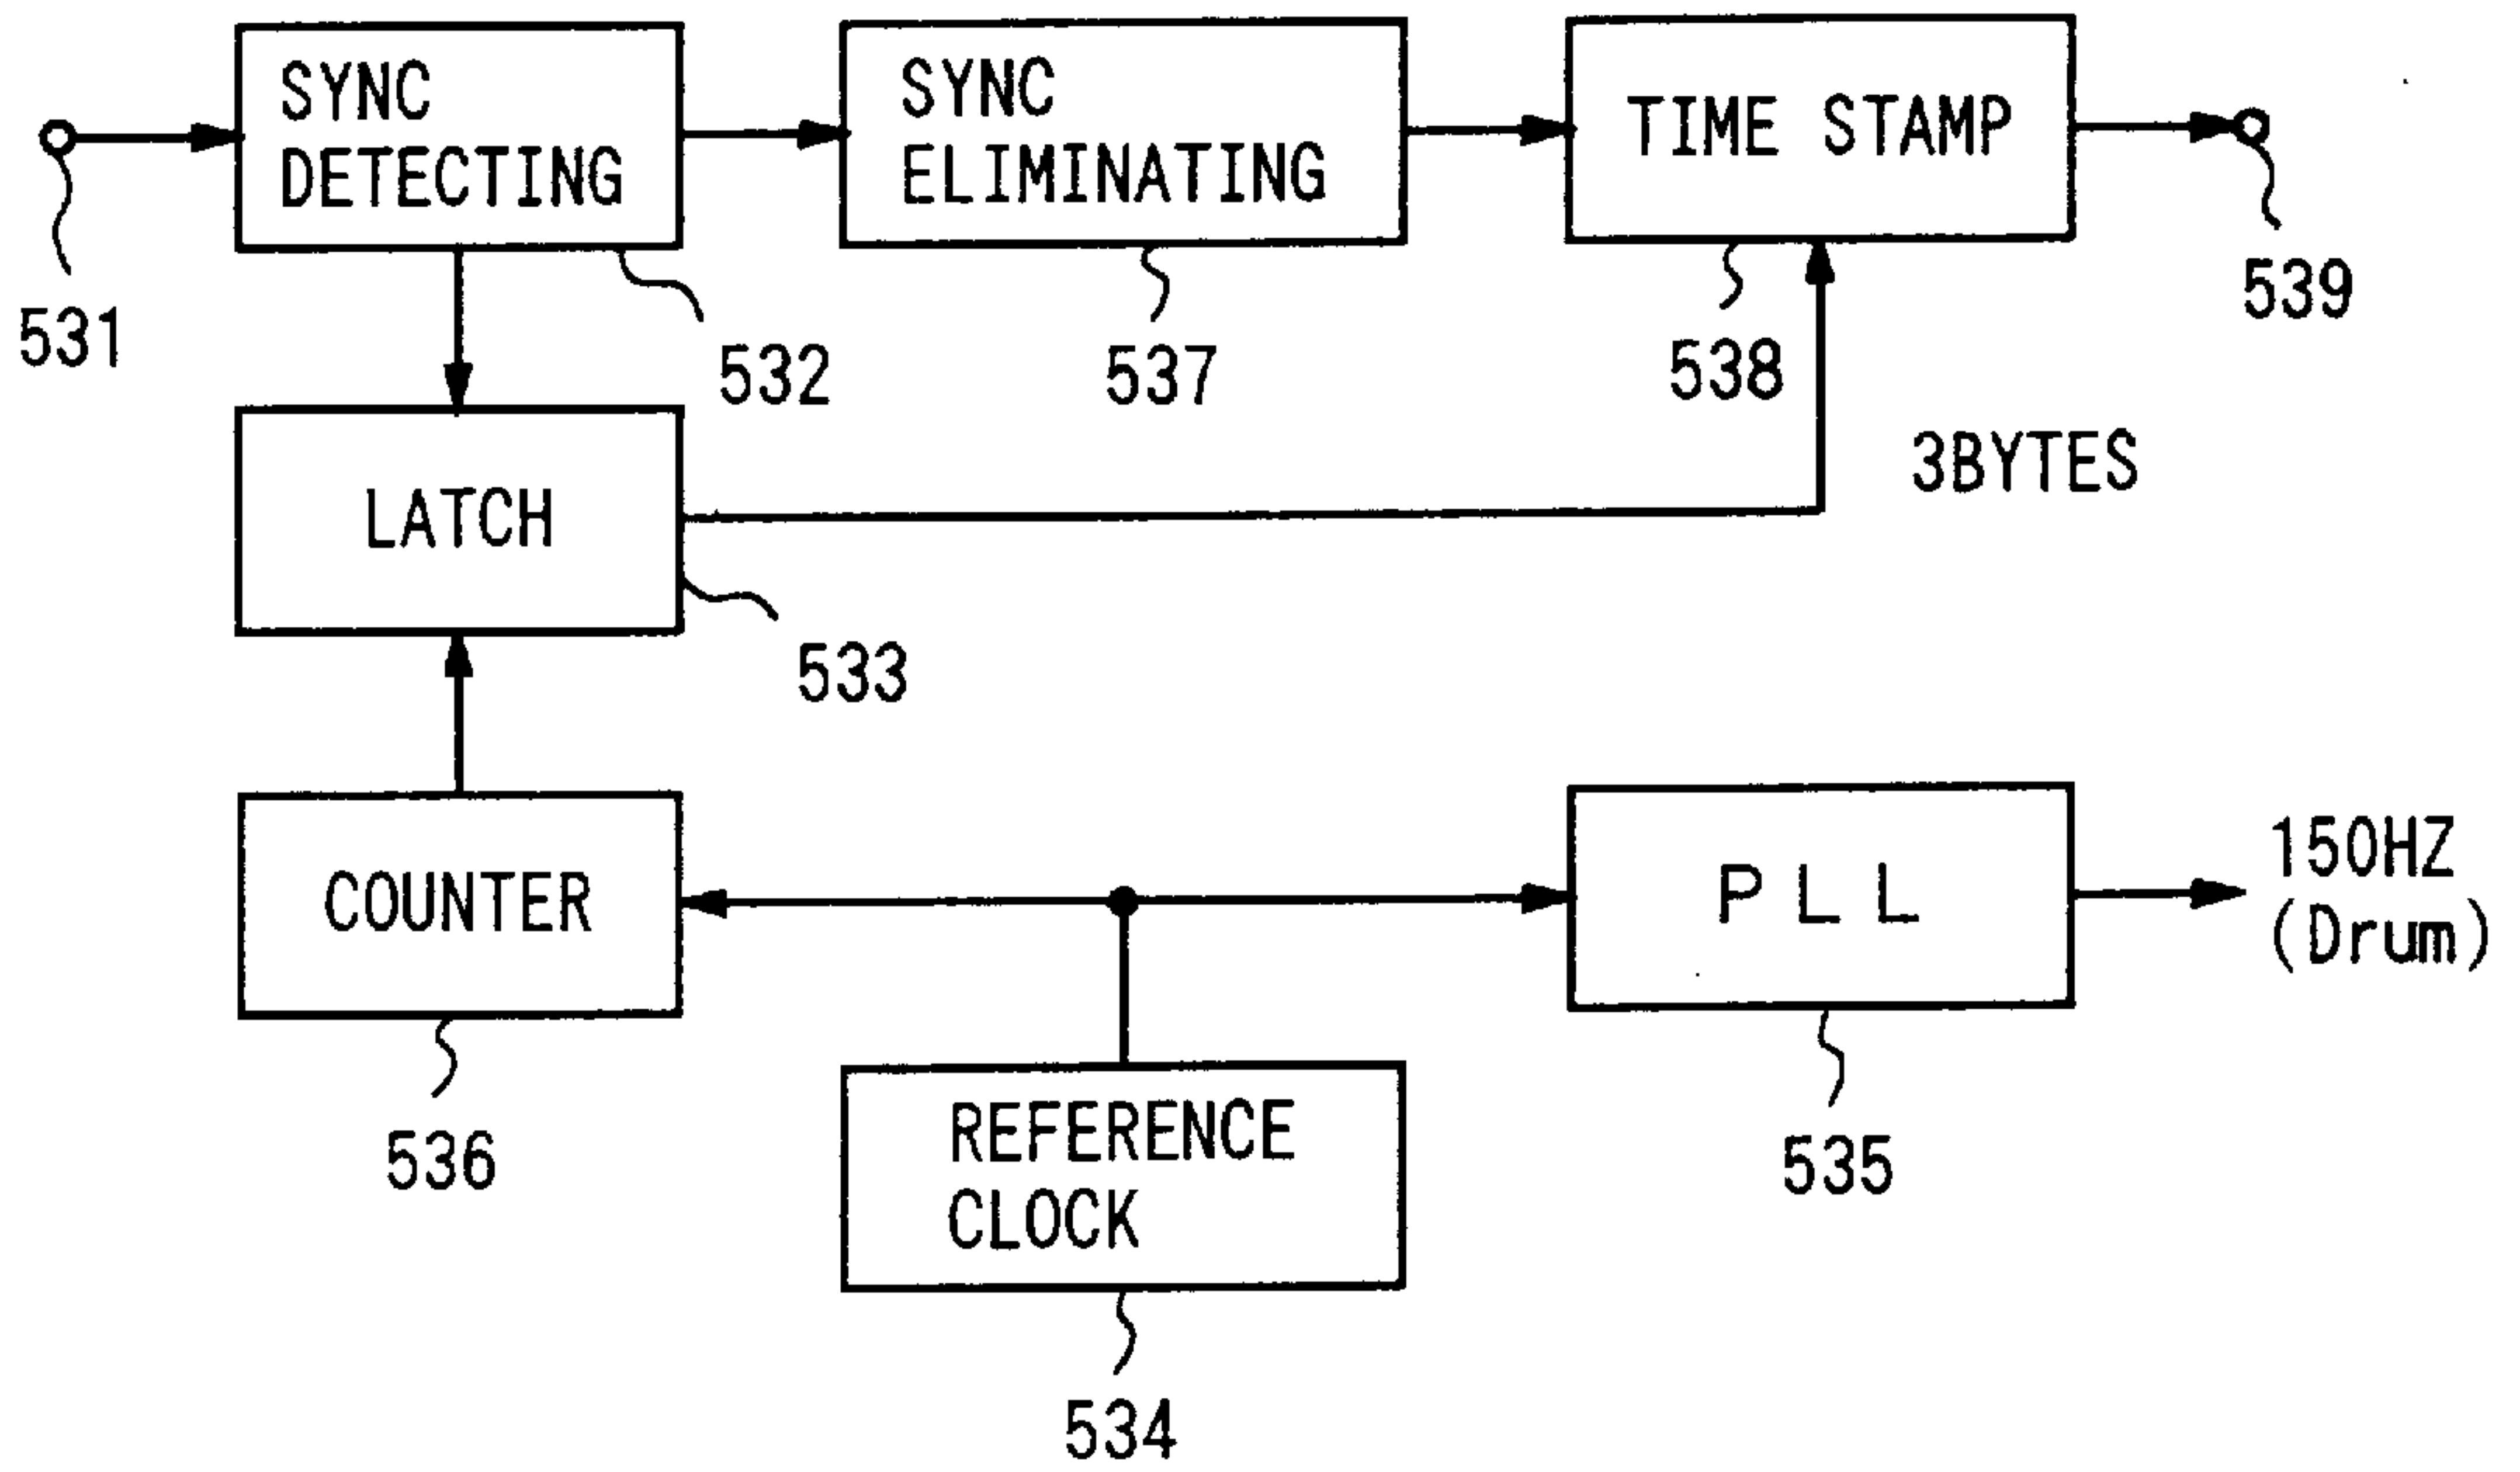 SYNC
DETECTING
SYNC
ELIMINATING
TIME STAMP
531
532
537
538
539
LATCH
3BYTES
533
COUNTER
PLL
150HZ
(Drum)
536
535
REFERENCE
CLOCK
534